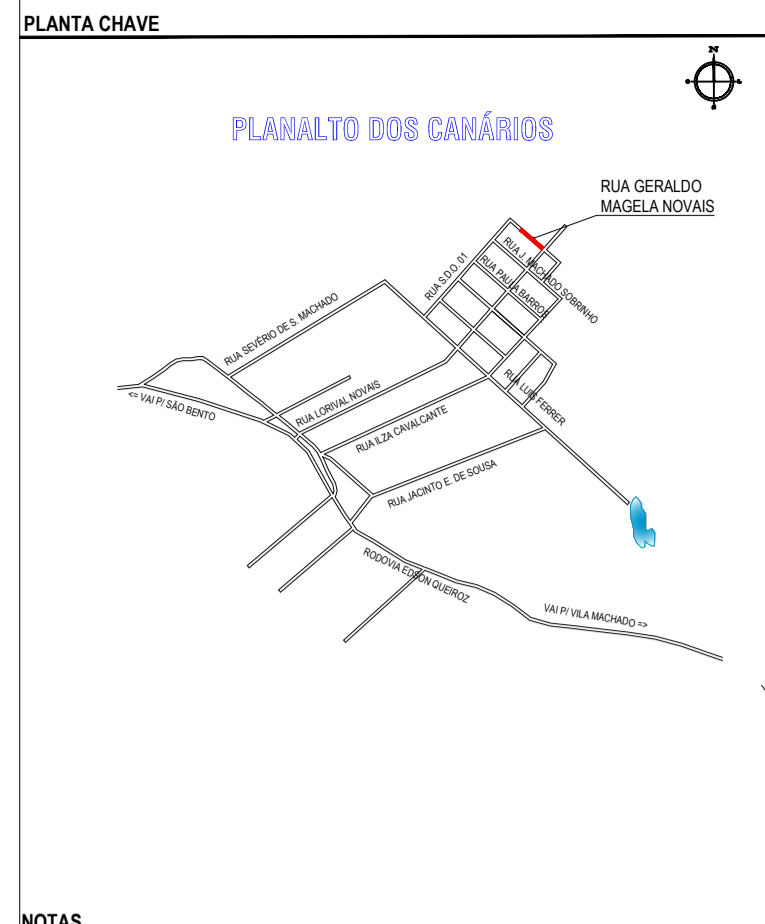 PLANTA CHAVE
N
PLANALTO DOS CANÁRIOS
RUA GERALDO
MAGELA NOVAIS
RUA J. MACHADO SOBRINHO
RUA S.D.O. 01
RUA PAULA BARROS
RUA SEVÉRIO DE S. MACHADO
RUA LUIS FERRER
<= VAI P/ SÃO BENTO
RUA LORIVAL NOVAIS
RUA ILZA CAVALCANTE
RUA JACINTO E. DE SOUSA
RODOVIA EDSON QUEIROZ
VAI P/ VILA MACHADO =>
NOTAS